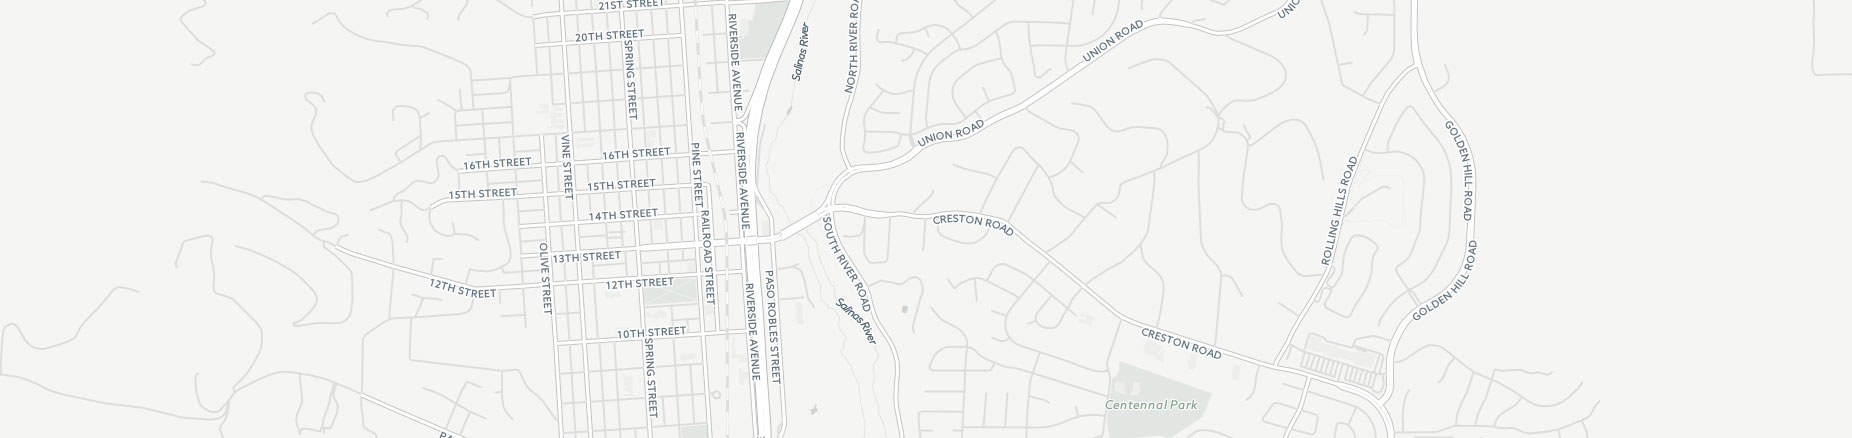 21ST STREET
20TH STREET
SPRING STREET
RIVERSIDE AVENUE
Salinas River
NORTH RIVER ROA
UNION ROAD
UNIO
UNION ROAD
GOLDEN HILL ROAD
VINE STREET
16TH STREET
16TH STREET
PINE STREET
RIVERSIDE AVENUE
15TH STREET
15TH STREET
14TH STREET
CRESTON ROAD
ROLLING HILLS ROAD
13TH STREET
OLIVE STREET
RAILROAD STREET
SOUTH RIVER ROAD
12TH STREET
12TH STREET
GOLDEN HILL ROAD
RIVERSIDE AVENUE
PASO ROBLES STREET
Salinas River
10TH STREET
SPRING STREET
CRESTON ROAD
Centennal Park
PA